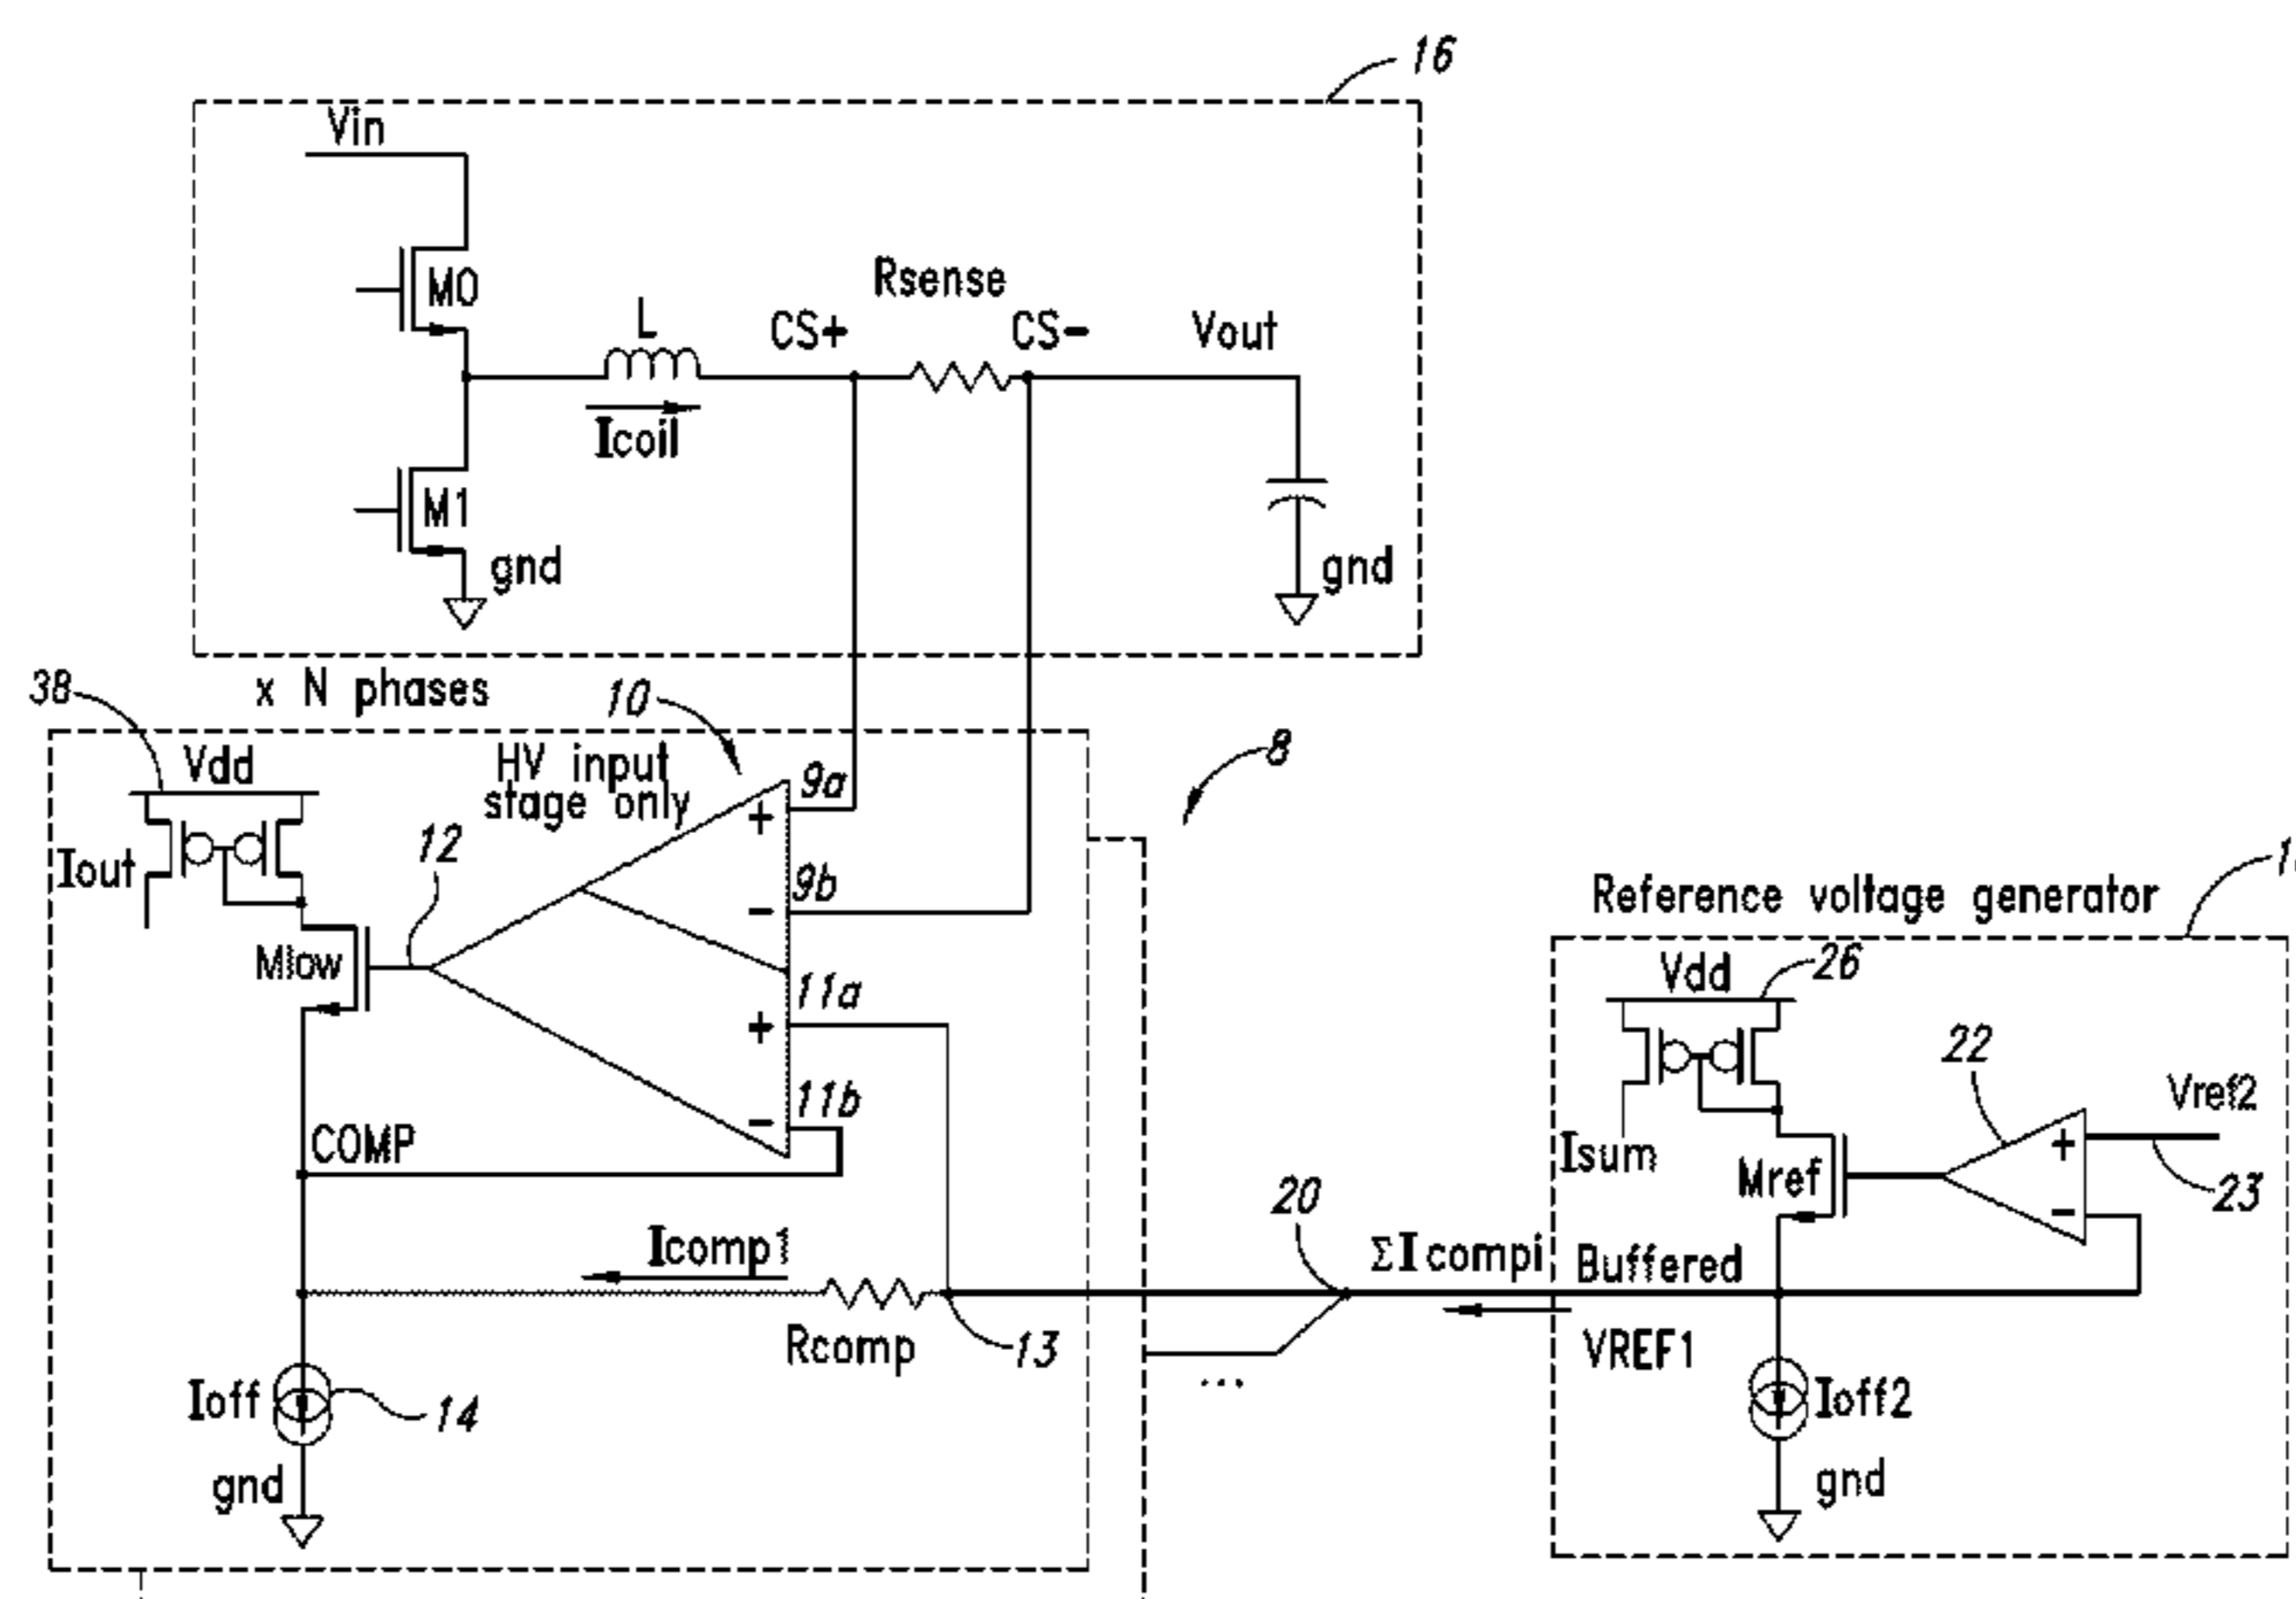 16
Vin
M0
L
CS+
Rsense
CS-
Vout
Icoil
M1
gnd
gnd
38
x N phases
10
8
Vdd
HV input
stage only
+
9a
Iout
12
-
9b
Mlow
+
11a
-
11b
COMP
Icomp1
Rcomp
13
Ioff
14
gnd
20
ΣIcompi
...
Reference voltage generator
Vdd
26
22
Vref2
+
Isum
Mref
-
23
Buffered
VREF1
Ioff2
gnd